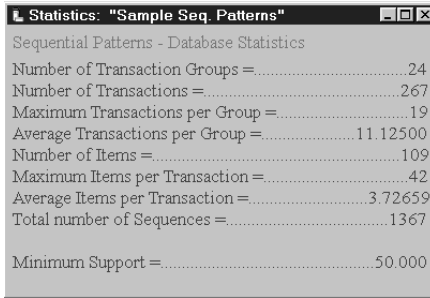 Statistics: "Sample Seq. Patterns"
Sequential Patterns - Database Statistics
Number of Transaction Groups =..................................24
Number of Transactions =..........................................267
Maximum Transactions per Group =............................19
Average Transactions per Group =....................11.12500
Number of Items =......................................................109
Maximum Items per Transaction =...............................42
Average Items per Transaction =.........................3.72659
Total number of Sequences =...................................1367
Minimum Support =................................................50.000